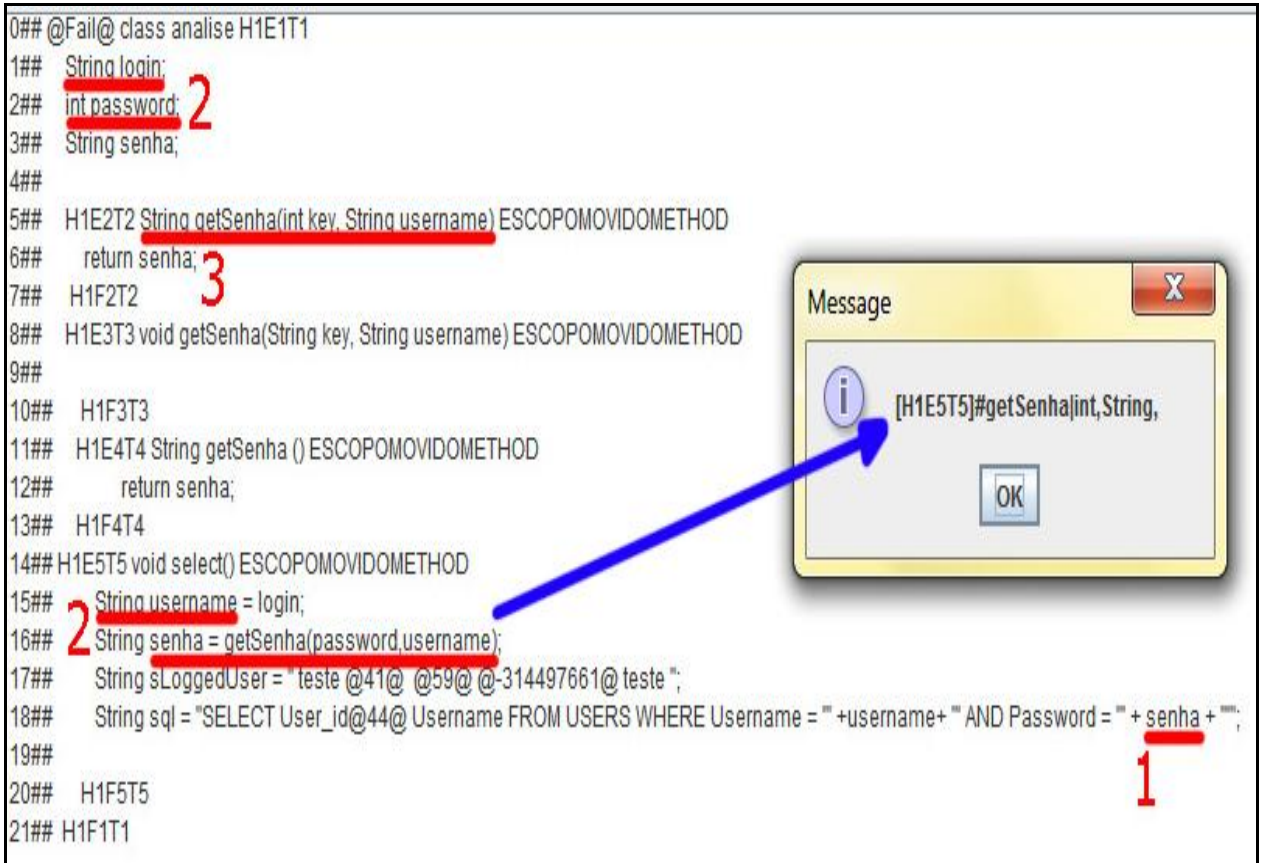 0## @Fail@ class analise H1E1T1
1## String login;
2## int password;
2
3## String senha;
4##
5## H1E2T2 String getSenha(int key, String username) ESCOPOMOVIDOMETHOD
6## return senha;
3
7## H1F2T2
8## H1E3T3 void getSenha(String key, String username) ESCOPOMOVIDOMETHOD
9##
10## H1F3T3
11## H1E4T4 String getSenha () ESCOPOMOVIDOMETHOD
12## return senha;
13## H1F4T4
14## H1E5T5 void select() ESCOPOMOVIDOMETHOD
15## String username = login;
2
16## String senha = getSenha(password,username);
17## String sLoggedUser = " teste @41@ @59@ @-314497661@ teste ";
18## String sql = "SELECT User_id@44@ Username FROM USERS WHERE Username = '" +username+ "' AND Password = '" + senha + "'";
1
19##
20## H1F5T5
21## H1F1T1
Message
X
i
[H1E5T5]#getSenha|int,String,
OK